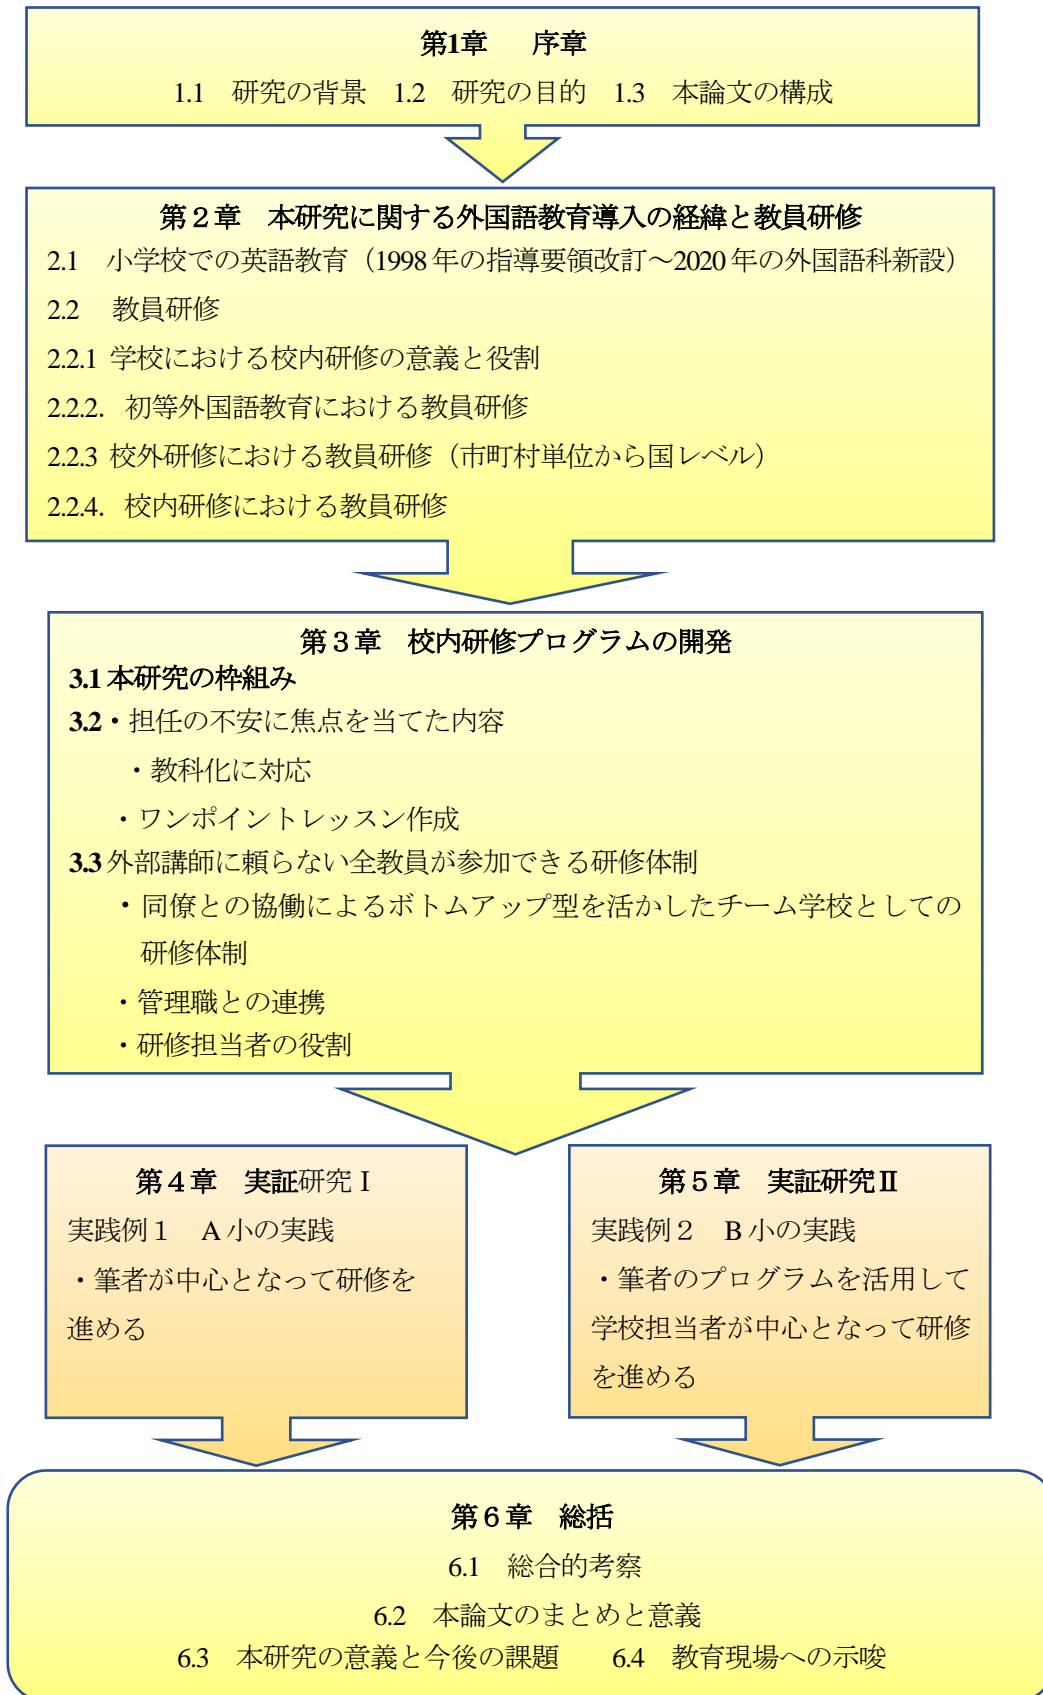 第1章　序章
1.1　研究の背景　1.2　研究の目的　1.3　本論文の構成
第２章　本研究に関する外国語教育導入の経緯と教員研修
2.1　小学校での英語教育（1998年の指導要領改訂～2020年の外国語科新設）
2.2　教員研修
2.2.1 学校における校内研修の意義と役割
2.2.2.　初等外国語教育における教員研修
2.2.3 校外研修における教員研修（市町村単位から国レベル）
2.2.4.　校内研修における教員研修
第３章　校内研修プログラムの開発
3.1 本研究の枠組み
3.2・担任の不安に焦点を当てた内容
・教科化に対応
・ワンポイントレッスン作成
3.3 外部講師に頼らない全教員が参加できる研修体制
・同僚との協働によるボトムアップ型を活かしたチーム学校としての
研修体制
・管理職との連携
・研修担当者の役割
第４章　実証研究Ⅰ
実践例１　A小の実践
・筆者が中心となって研修を
進める
第５章　実証研究Ⅱ
実践例２　B小の実践
・筆者のプログラムを活用して
学校担当者が中心となって研修
を進める
第６章　総括
6.1　総合的考察
6.2　本論文のまとめと意義
6.3　本研究の意義と今後の課題　　6.4　教育現場への示唆